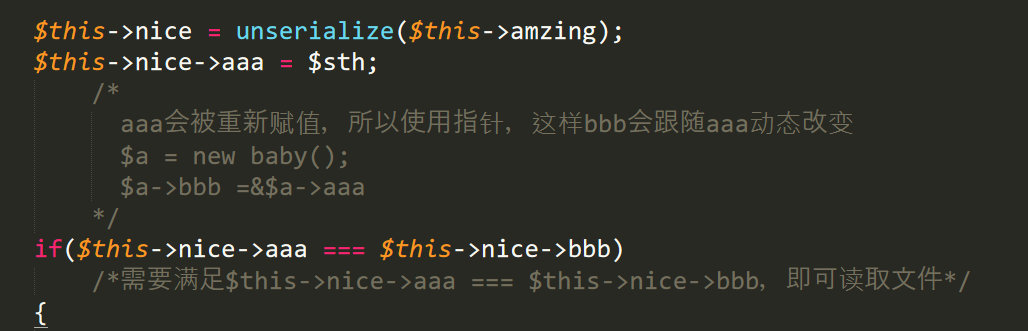 $this->nice = unserialize($this->amzing);
$this->nice->aaa = $sth;
/*
aaa会被重新赋值，所以使用指针，这样bbb会跟随aaa动态改变
$a = new baby();
$a->bbb =&$a->aaa
*/
if($this->nice->aaa === $this->nice->bbb)
/*需要满足$this->nice->aaa === $this->nice->bbb，即可读取文件*/
{